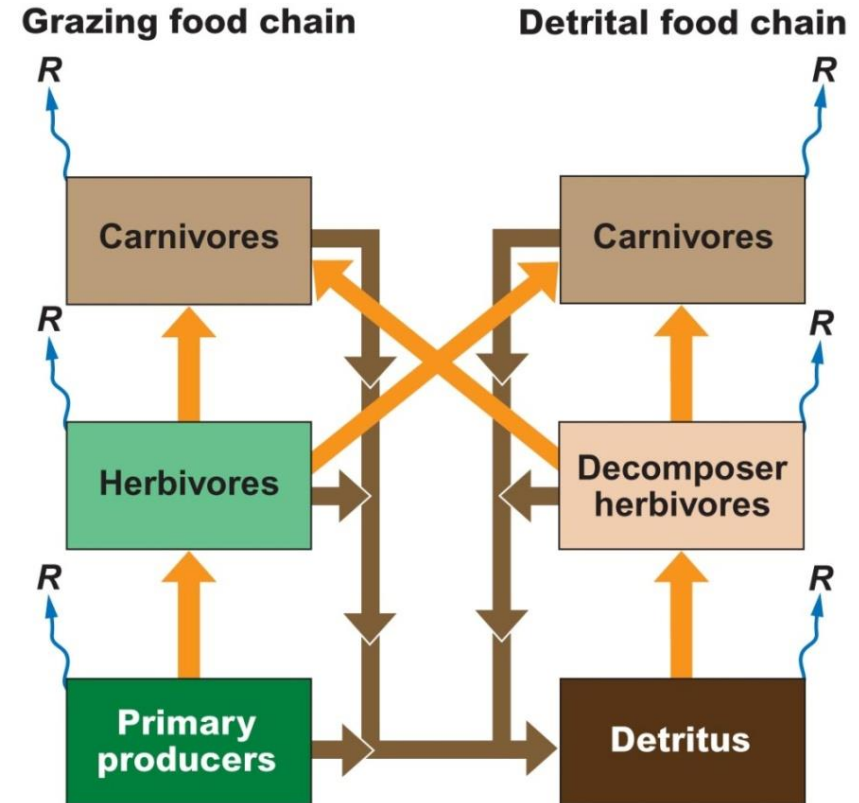 Grazing food chain
Detrital food chain
R
R
Carnivores
Carnivores
R
R
Herbivores
Decomposer
herbivores
R
R
Primary
producers
Detritus